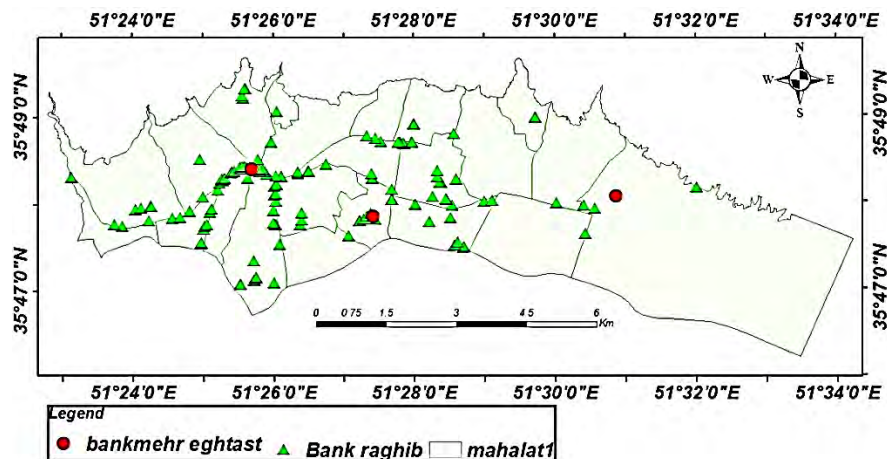 51°24'0"E 51°26'0"E 51°28'0"E 51°30'0"E 51°32'0"E 51°34'0"E
N
W E
S
35°49'0"N 35°49'0"N
35°47'0"N 35°47'0"N
0 0.75 1.5 3 4.5 6
Km
51°24'0"E 51°26'0"E 51°28'0"E 51°30'0"E 51°32'0"E 51°34'0"E
Legend
bankmehr eghtast Bank raghib mahalat1